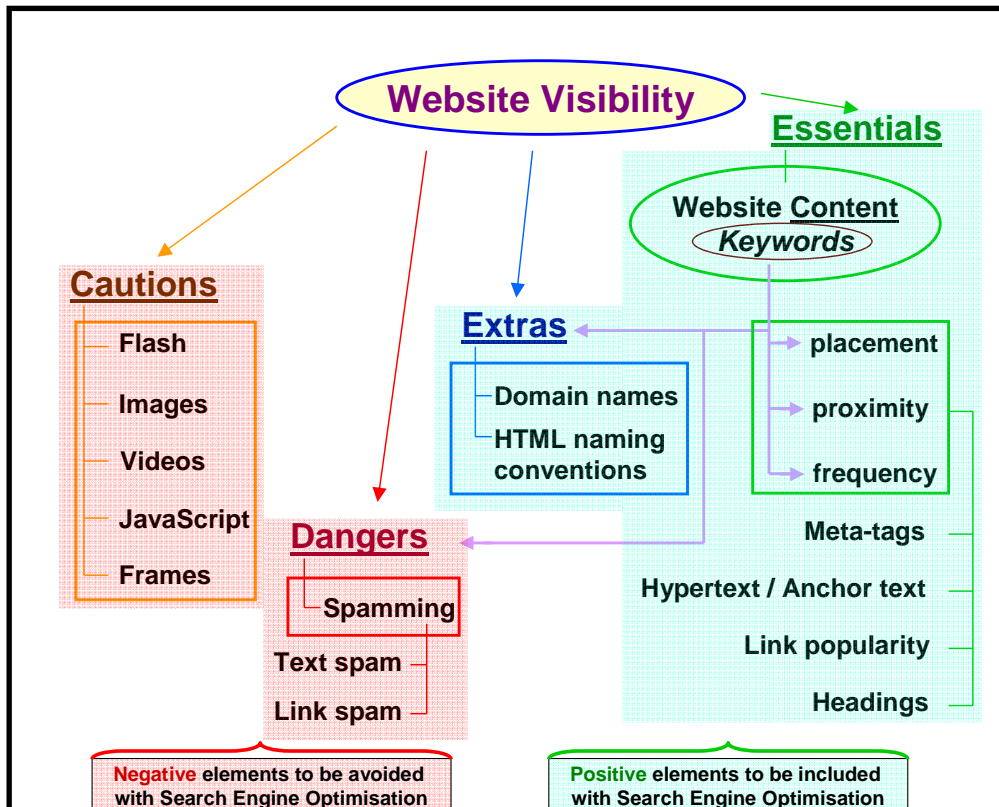 Website Visibility
Essentials
Website Content
Keywords
placement
proximity
frequency
Meta-tags
Hypertext / Anchor text
Link popularity
Headings
Extras
Domain names
HTML naming
conventions
Cautions
Flash
Images
Videos
JavaScript
Frames
Dangers
Spamming
Text spam
Link spam
Negative elements to be avoided
with Search Engine Optimisation
Positive elements to be included
with Search Engine Optimisation